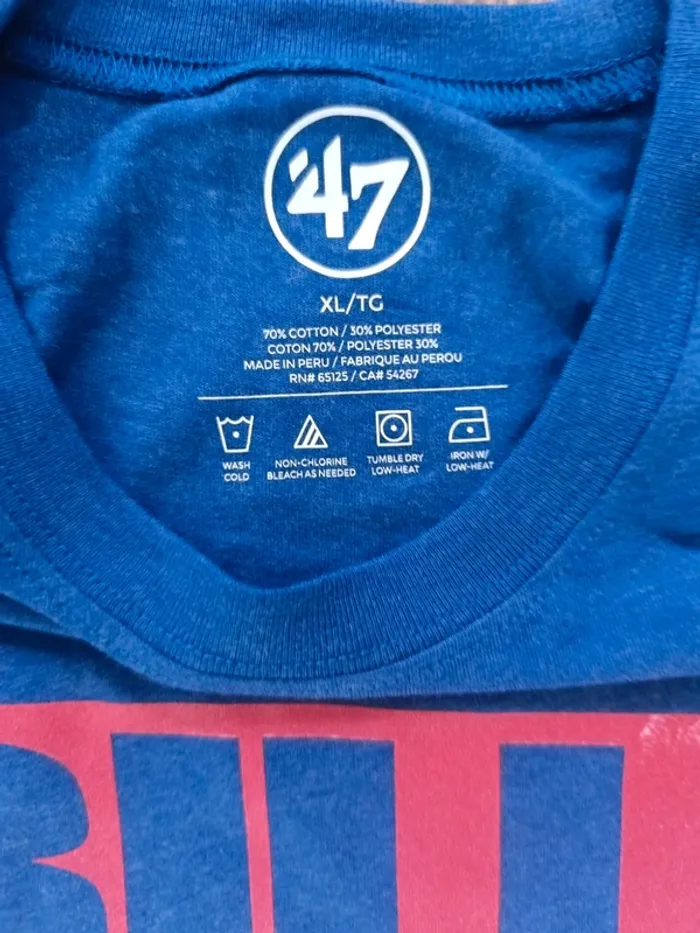 '47
XL/TG
70% COTTON / 30% POLYESTER
COTON 70% / POLYESTER 30%
MADE IN PERU / FABRIQUE AU PEROU
RN# 65125 / CA# 54267
WASH COLD
NON-CHLORINE BLEACH AS NEEDED
TUMBLE DRY LOW-HEAT
IRON W/ LOW-HEAT